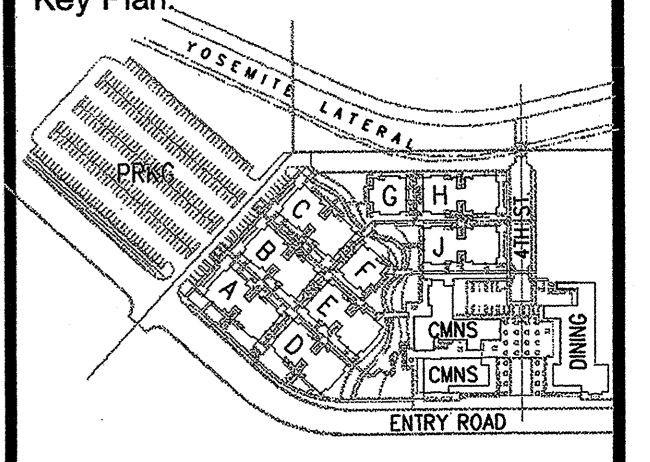 Key Plan:
YOSEMITE LATERAL
PRKG
C
G
H
B
F
J
4TH ST
A
E
D
CMNS
CMNS
DINING
ENTRY ROAD